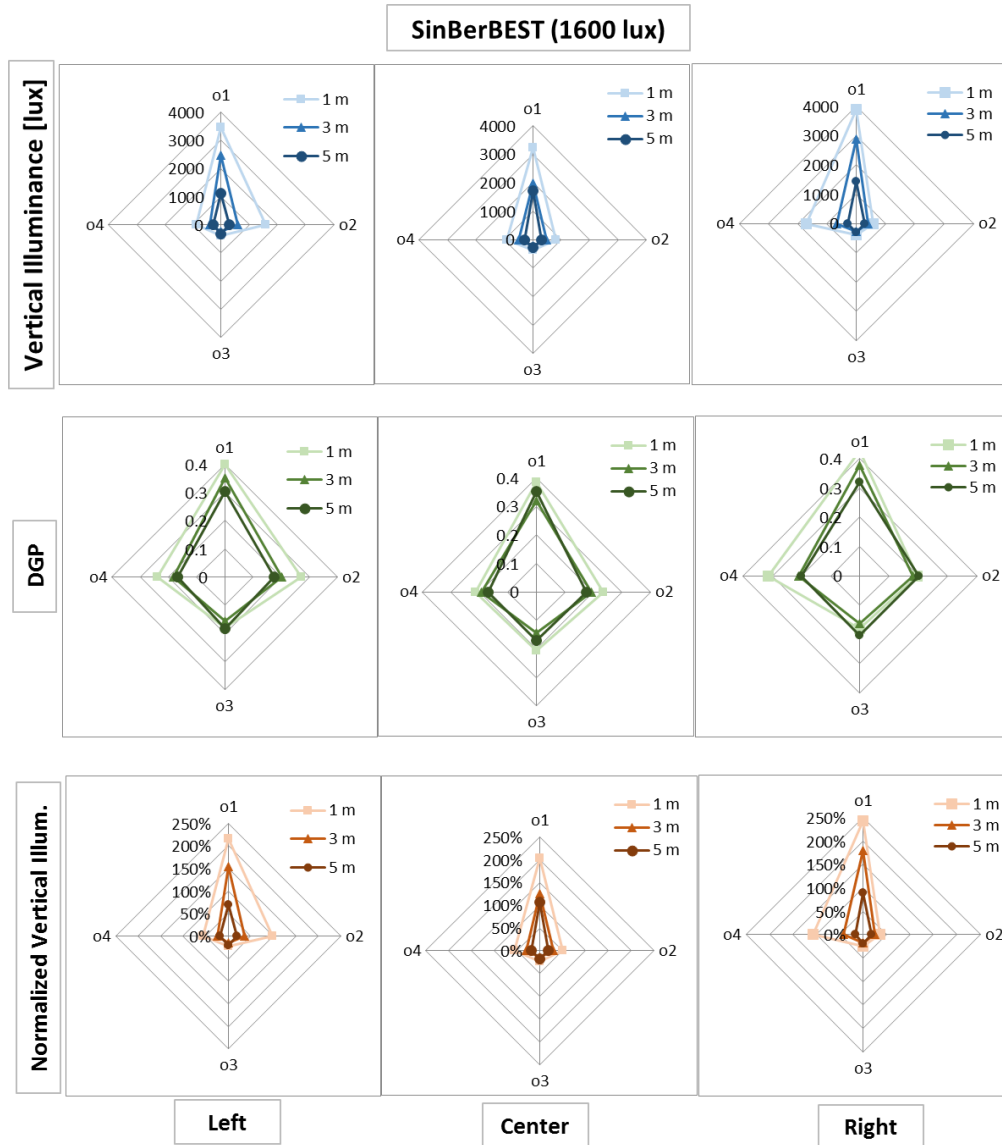 SinBerBEST (1600 lux)
Vertical Illuminance [lux]
o1
4000
3000
2000
1000
0
o4
o2
o3
1 m
3 m
5 m
o1
4000
3000
2000
1000
0
o4
o2
o3
1 m
3 m
5 m
o1
4000
3000
2000
1000
0
o4
o2
o3
1 m
3 m
5 m
DGP
o1
0.4
0.3
0.2
0.1
0
o4
o2
o3
1 m
3 m
5 m
o1
0.4
0.3
0.2
0.1
0
o4
o2
o3
1 m
3 m
5 m
o1
0.4
0.3
0.2
0.1
0
o4
o2
o3
1 m
3 m
5 m
Normalized Vertical Illum.
o1
250%
200%
150%
100%
50%
0%
o4
o2
o3
1 m
3 m
5 m
o1
250%
200%
150%
100%
50%
0%
o4
o2
o3
1 m
3 m
5 m
o1
250%
200%
150%
100%
50%
0%
o4
o2
o3
1 m
3 m
5 m
Left
Center
Right